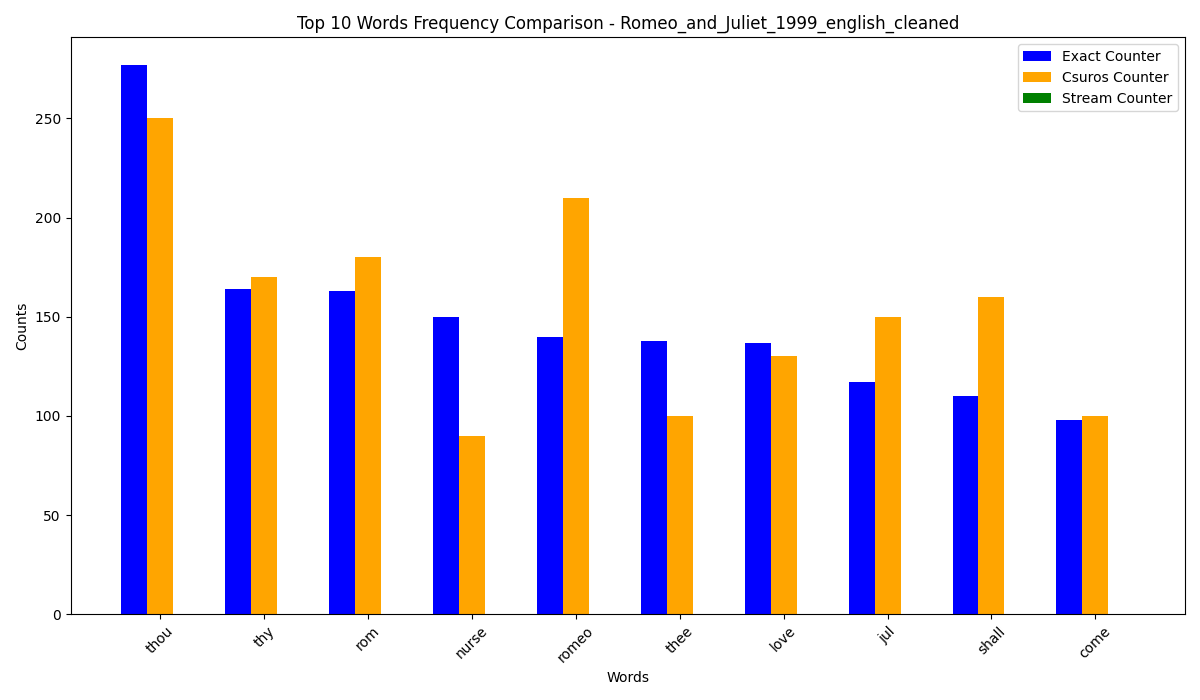 Top 10 Words Frequency Comparison - Romeo_and_Juliet_1999_english_cleaned
Exact Counter
Csuros Counter
Stream Counter
Counts
250
200
150
100
50
0
thou thy rom nurse romeo thee love jul shall come
Words